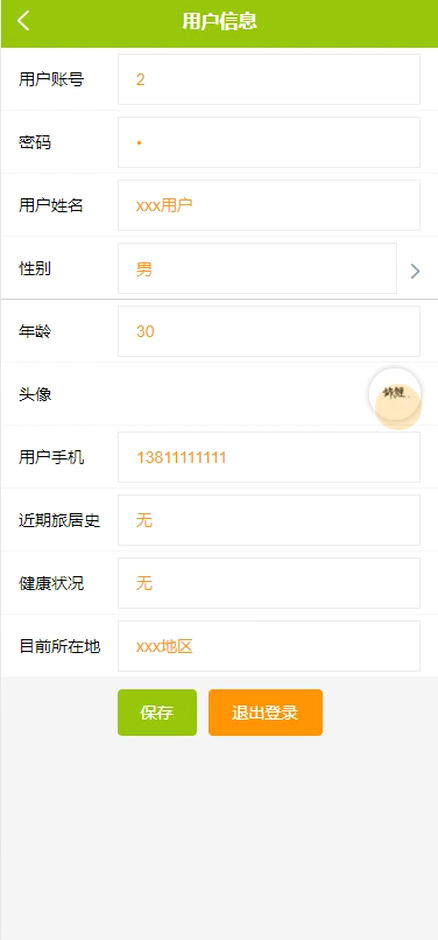 用户信息
用户账号 2
密码 •
用户姓名 xxx用户
性别 男
年龄 30
头像
用户手机 13811111111
近期旅居史 无
健康状况 无
目前所在地 xxx地区
保存 退出登录